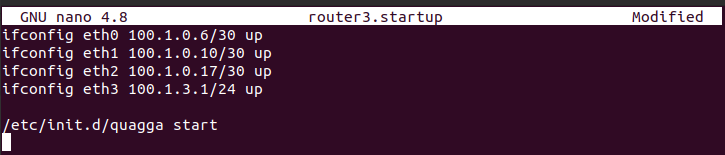 GNU nano 4.8 router3.startup Modified
ifconfig eth0 100.1.0.6/30 up
ifconfig eth1 100.1.0.10/30 up
ifconfig eth2 100.1.0.17/30 up
ifconfig eth3 100.1.3.1/24 up
/etc/init.d/quagga start